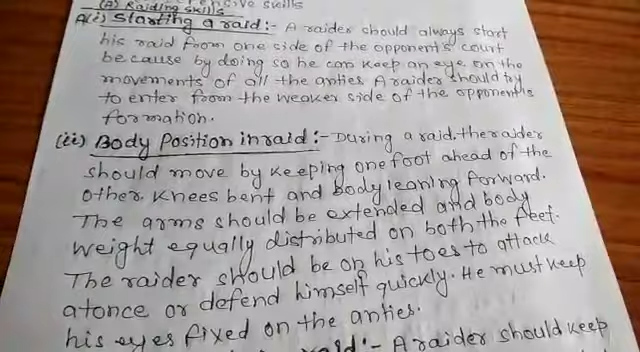 (A) Raiding skills
A(i) Starting a raid:- A raider should always start
his raid from one side of the opponent's court
because by doing so he can keep an eye on the
movements of all the anties A raider should try
to enter from the weaker side of the opponents
formation.
(ii) Body Position in raid:- During a raid. the raider
should move by keeping one foot ahead of the
other knees bent and body leaning forward.
The arms should be extended and body
weight equally distributed on both the feet.
The raider should be on his toes to attack
atonce or defend himself quickly. He must keep
his eyes fixed on the anties.
:- A raider should keep